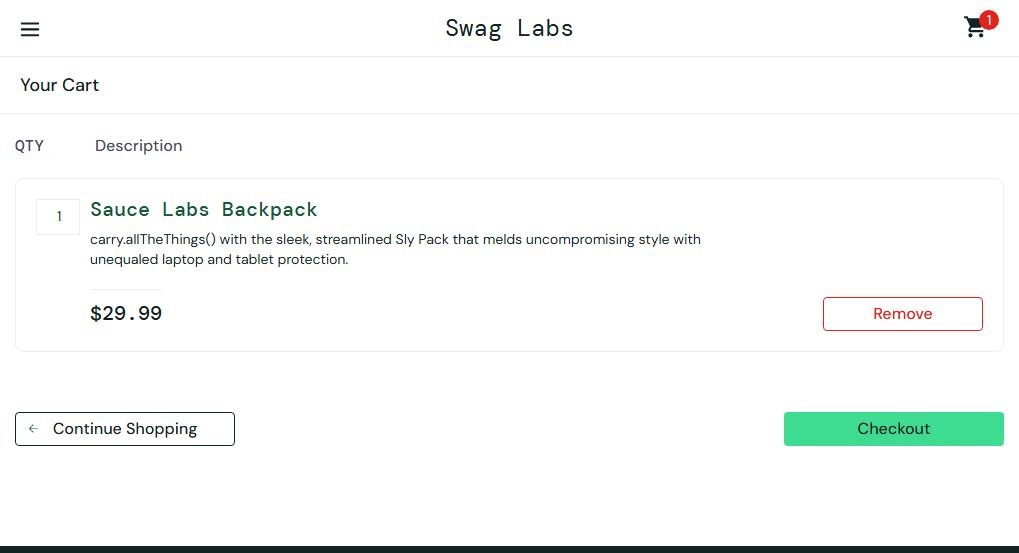 Swag Labs
1
Your Cart
QTY Description
1
Sauce Labs Backpack
carry.allTheThings() with the sleek, streamlined Sly Pack that melds uncompromising style with
unequaled laptop and tablet protection.
$29.99
Remove
Continue Shopping
Checkout